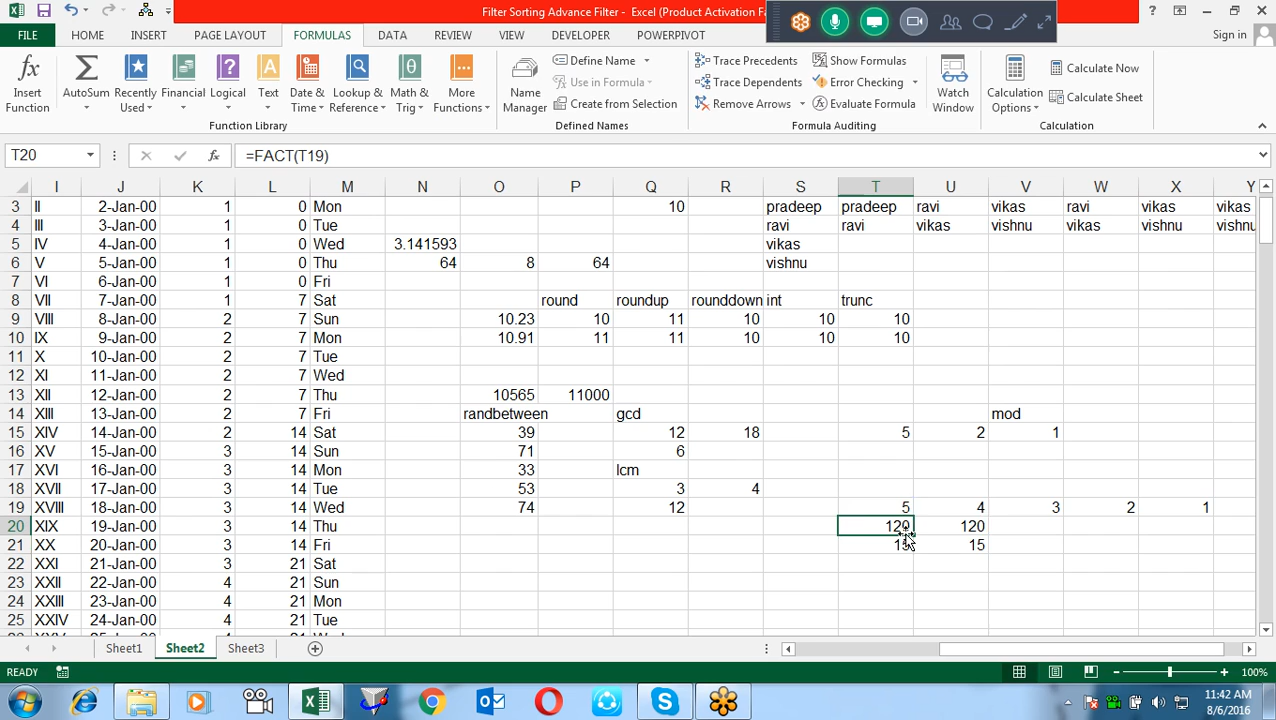 Filter Sorting Advance Filter - Excel (Product Activation Fa
Sign in
FILE HOME INSERT PAGE LAYOUT FORMULAS DATA REVIEW VIEW DEVELOPER POWERPIVOT
Insert Function
AutoSum
Recently Used
Financial
Logical
Text
Date & Time
Lookup & Reference
Math & Trig
More Functions
Function Library
Name Manager
Define Name
Use in Formula
Create from Selection
Defined Names
Trace Precedents
Trace Dependents
Remove Arrows
Show Formulas
Error Checking
Evaluate Formula
Formula Auditing
Watch Window
Calculation Options
Calculate Now
Calculate Sheet
Calculation
T20 =FACT(T19)
I J K L M N O P Q R S T U V W X Y
3 II 2-Jan-00 1 0 Mon 10 pradeep pradeep ravi vikas ravi vikas vikas
4 III 3-Jan-00 1 0 Tue ravi ravi vikas vishnu vikas vishnu vishnu
5 IV 4-Jan-00 1 0 Wed 3.141593 vikas
6 V 5-Jan-00 1 0 Thu 64 8 64 vishnu
7 VI 6-Jan-00 1 0 Fri
8 VII 7-Jan-00 1 7 Sat round roundup rounddown int trunc
9 VIII 8-Jan-00 2 7 Sun 10.23 10 11 10 10 10
10 IX 9-Jan-00 2 7 Mon 10.91 11 11 10 10 10
11 X 10-Jan-00 2 7 Tue
12 XI 11-Jan-00 2 7 Wed
13 XII 12-Jan-00 2 7 Thu 10565 11000
14 XIII 13-Jan-00 2 7 Fri randbetween gcd mod
15 XIV 14-Jan-00 2 14 Sat 39 12 18 5 2 1
16 XV 15-Jan-00 3 14 Sun 71 6
17 XVI 16-Jan-00 3 14 Mon 33 lcm
18 XVII 17-Jan-00 3 14 Tue 53 3 4
19 XVIII 18-Jan-00 3 14 Wed 74 12 5 4 3 2 1
20 XIX 19-Jan-00 3 14 Thu 120 120
21 XX 20-Jan-00 3 14 Fri 15 15
22 XXI 21-Jan-00 3 21 Sat
23 XXII 22-Jan-00 4 21 Sun
24 XXIII 23-Jan-00 4 21 Mon
25 XXIV 24-Jan-00 4 21 Tue
Sheet1 Sheet2 Sheet3
READY 100%
11:42 AM
8/6/2016